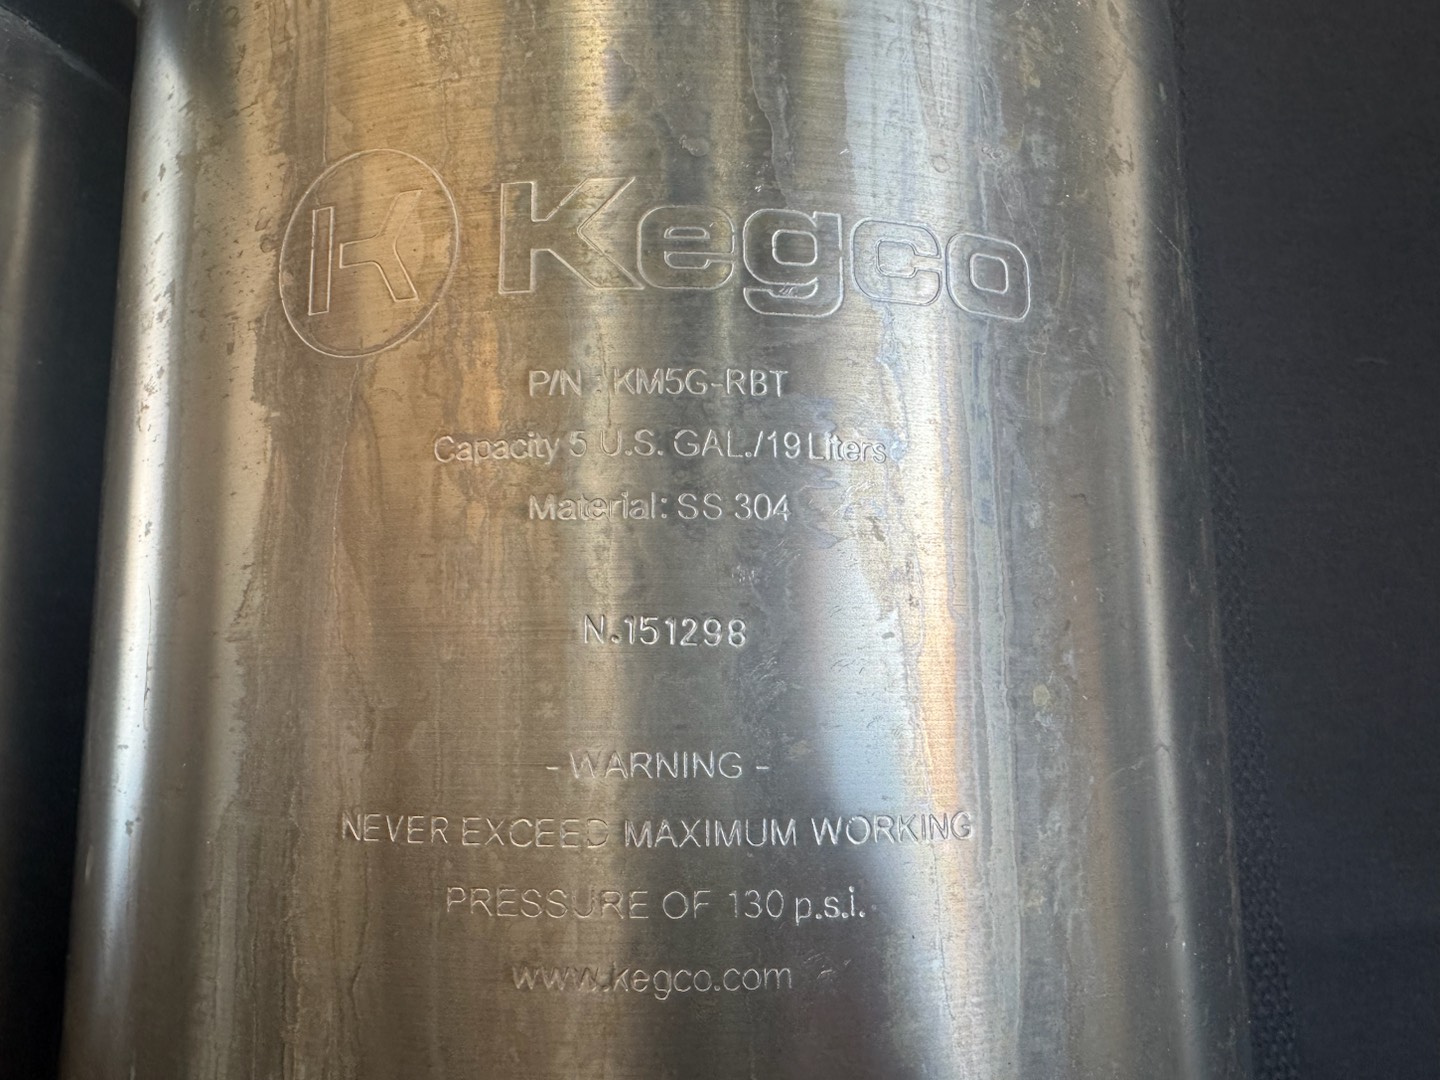 K Kegco
P/N : KM5G-RBT
Capacity 5 U.S. GAL./19 Liters
Material: SS 304
N.151298
- WARNING -
NEVER EXCEED MAXIMUM WORKING
PRESSURE OF 130 p.s.i.
www.kegco.com